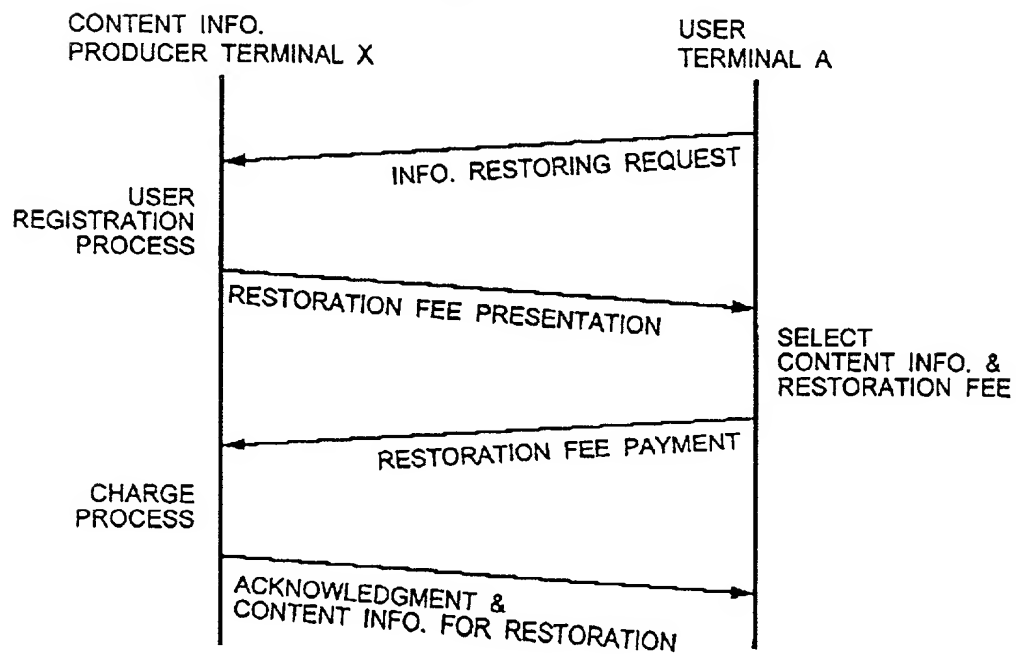 CONTENT INFO.
PRODUCER TERMINAL X
USER
TERMINAL A
INFO. RESTORING REQUEST
USER
REGISTRATION
PROCESS
RESTORATION FEE PRESENTATION
SELECT
CONTENT INFO. &
RESTORATION FEE
RESTORATION FEE PAYMENT
CHARGE
PROCESS
ACKNOWLEDGMENT &
CONTENT INFO. FOR RESTORATION